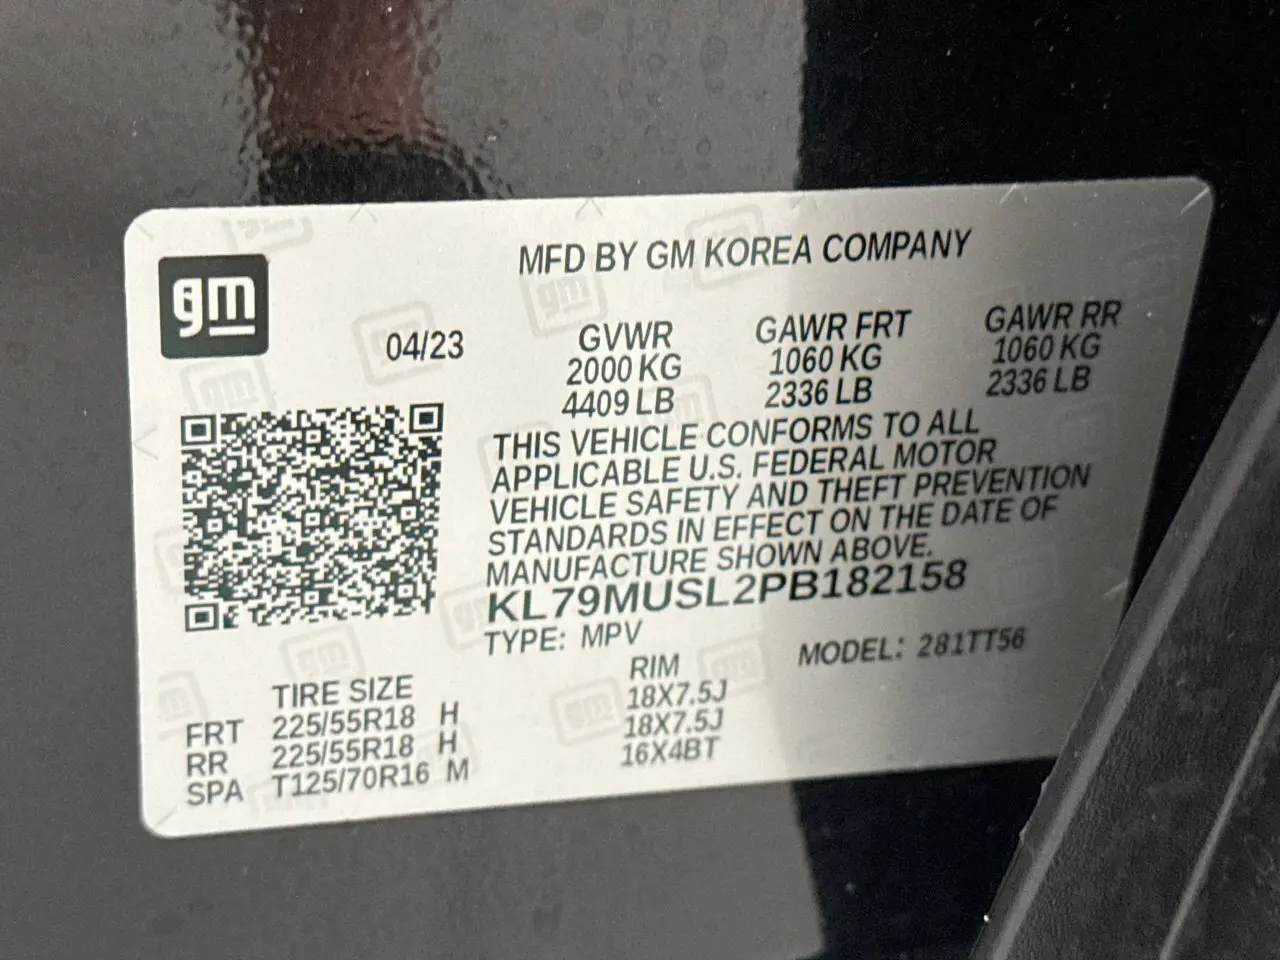 gm
MFD BY GM KOREA COMPANY
04/23
GVWR GAWR FRT GAWR RR
2000 KG 1060 KG 1060 KG
4409 LB 2336 LB 2336 LB
THIS VEHICLE CONFORMS TO ALL
APPLICABLE U.S. FEDERAL MOTOR
VEHICLE SAFETY AND THEFT PREVENTION
STANDARDS IN EFFECT ON THE DATE OF
MANUFACTURE SHOWN ABOVE.
KL79MUSL2PB182158
TYPE: MPV MODEL: 281TT56
TIRE SIZE RIM
FRT 225/55R18 H 18X7.5J
RR 225/55R18 H 18X7.5J
SPA T125/70R16 M 16X4BT